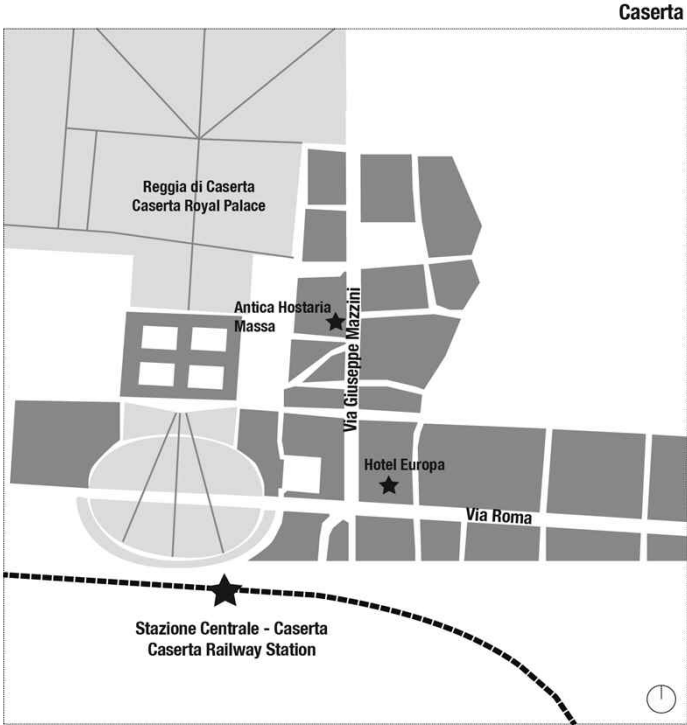 Caserta
Reggia di Caserta
Caserta Royal Palace
Antica Hostaria
Massa
Via Giuseppe Mazzini
Hotel Europa
Via Roma
Stazione Centrale - Caserta
Caserta Railway Station